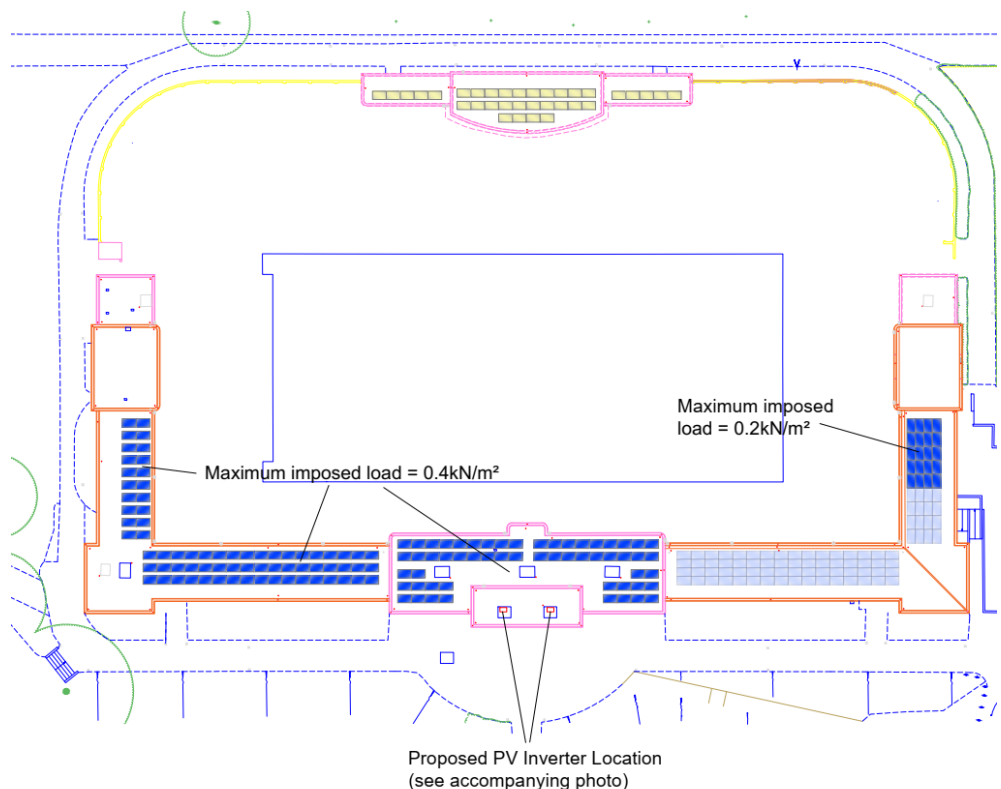 Maximum imposed
load = 0.2kN/m²
Maximum imposed load = 0.4kN/m²
Proposed PV Inverter Location
(see accompanying photo)